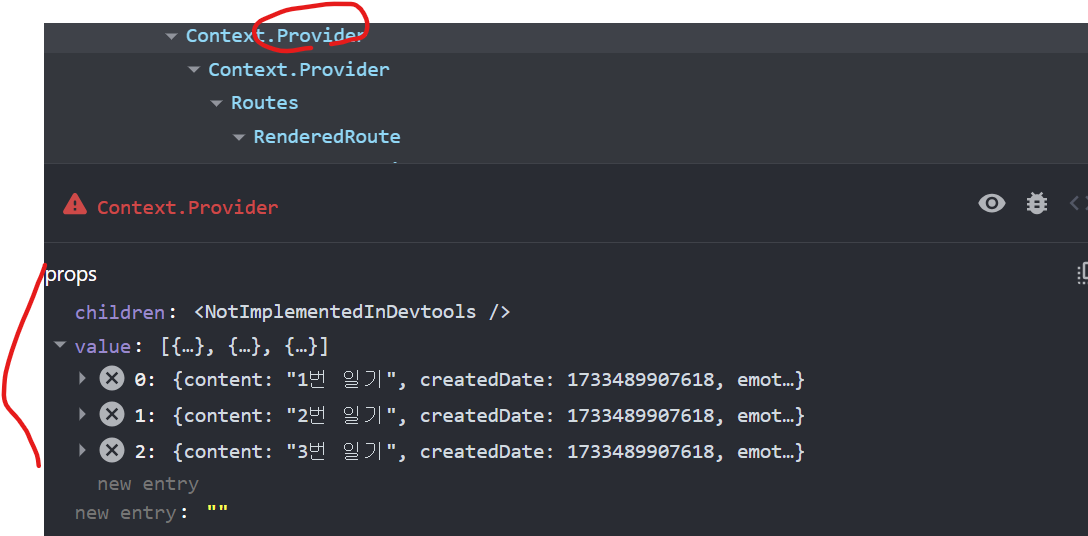 Context.Provider
Context.Provider
Routes
RenderedRoute
Context.Provider
props
children: <NotImplementedInDevtools />
value: [{…}, {…}, {…}]
0: {content: "1번 일기", createdDate: 1733489907618, emot…}
1: {content: "2번 일기", createdDate: 1733489907618, emot…}
2: {content: "3번 일기", createdDate: 1733489907618, emot…}
new entry
new entry: ""